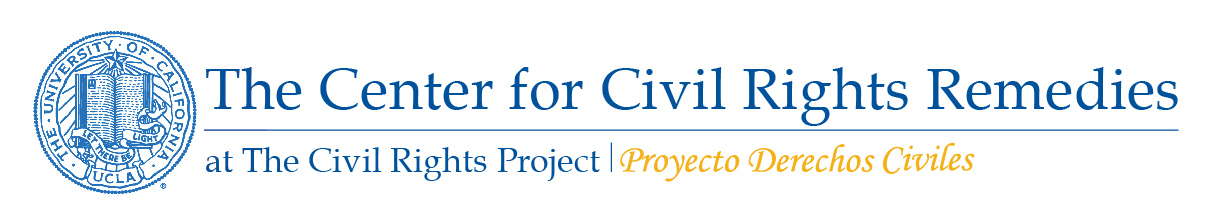 THE · UNIVERSITY · OF · CALIFORNIA ·
LET THERE BE LIGHT
UCLA
®
The Center for Civil Rights Remedies
at The Civil Rights Project | Proyecto Derechos Civiles